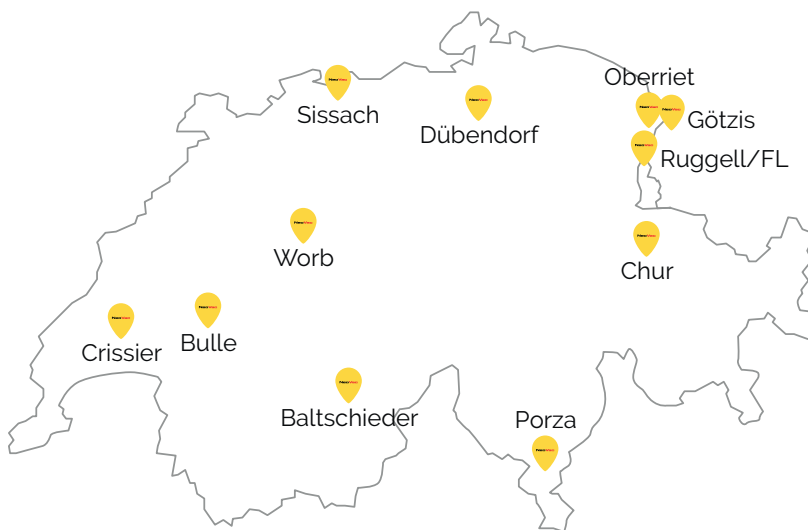 Oberriet
Sissach
Dübendorf
Götzis
Ruggell/FL
Worb
Chur
Crissier
Bulle
Baltschieder
Porza